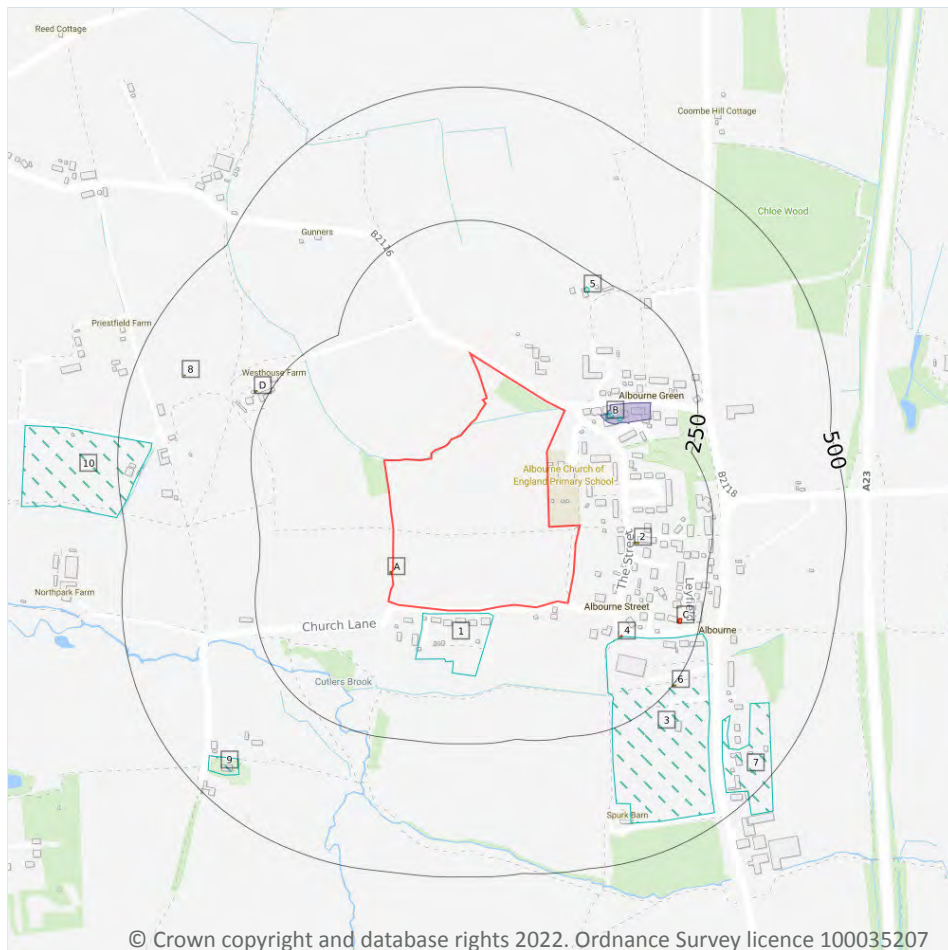 Reed Cottage
Coombe Hill Cottage
Chloe Wood
Gunners
B2116
5
Priestfield Farm
8
Westhouse Farm
D
Albourne Green
B
250
500
10
Albourne Church of
England Primary School
B2118
A23
2
The Street
A
Northpark Farm
Leyfield
Albourne Street
C
Church Lane
1
4
Albourne
Cutlers Brook
6
3
9
7
Spurk Barn
© Crown copyright and database rights 2022. Ordnance Survey licence 100035207